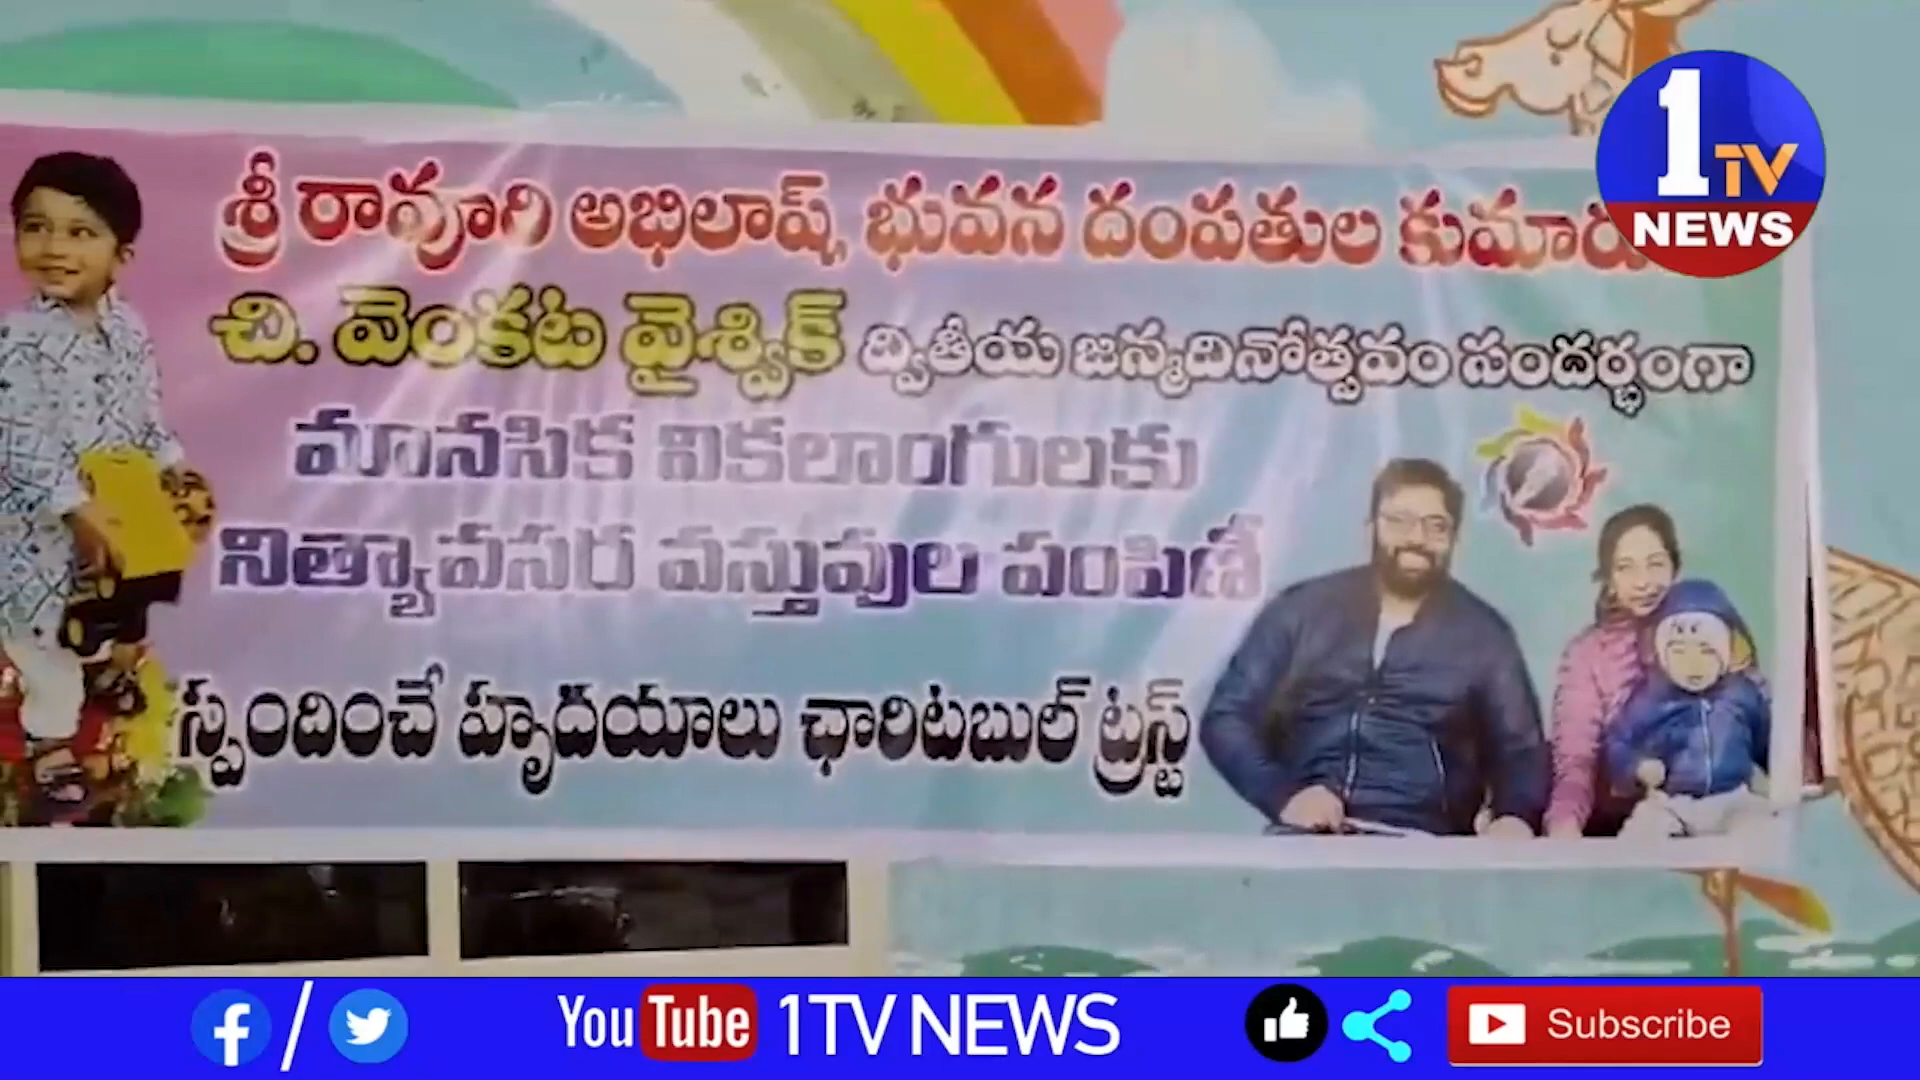 శ్రీ రావూరి అభిలాష్, భువన దంపతుల
చి. వెంకట వైశ్విక్ ద్వితీయ జన్మదినోత్సవం సందర్భంగా
మానసిక వికలాంగులకు
నిత్యావసర వస్తువుల పంపిణీ
స్పందించే హృదయాలు ఛారిటబుల్ ట్రస్ట్
1TV NEWS
YouTube 1TV NEWS
Subscribe